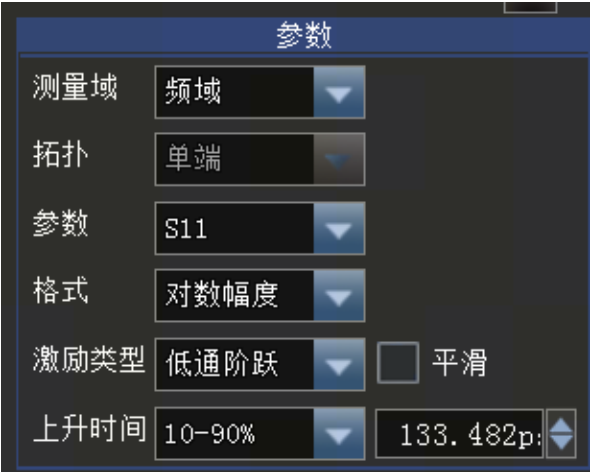 参数
测量域 频域
拓扑 单端
参数 S11
格式 对数幅度
激励类型 低通阶跃 平滑
上升时间 10-90% 133.482p